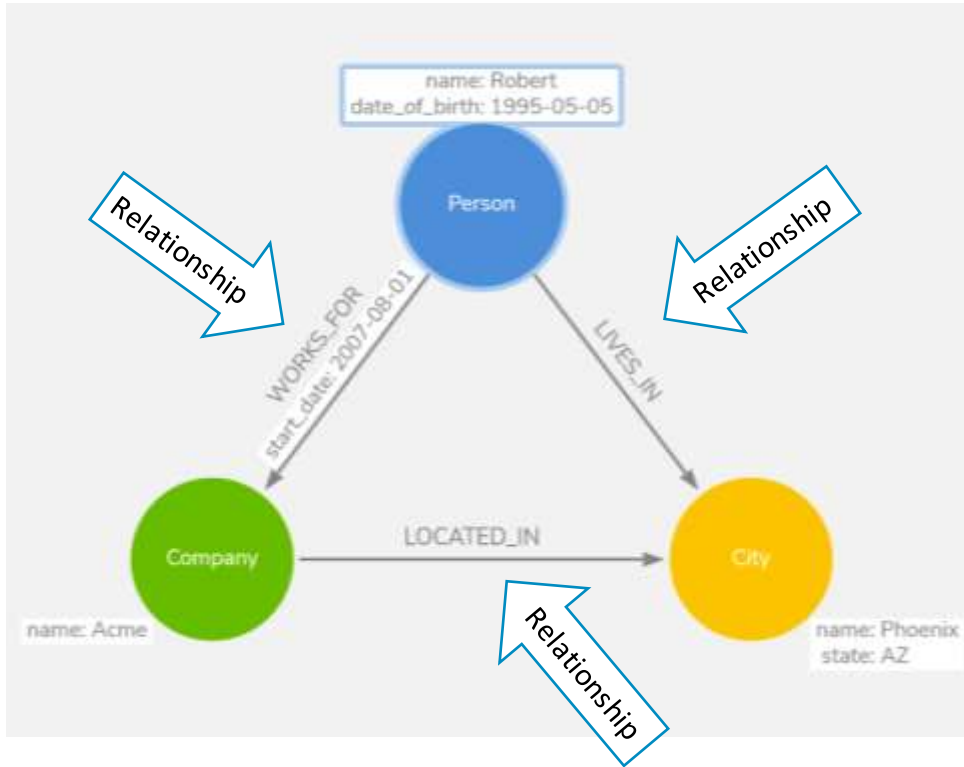 name: Robert
date_of_birth: 1995-05-05
Person
Relationship
Relationship
WORKS_FOR
start_date: 2007-08-01
LIVES_IN
Company
LOCATED_IN
City
name: Acme
name: Phoenix
state: AZ
Relationship